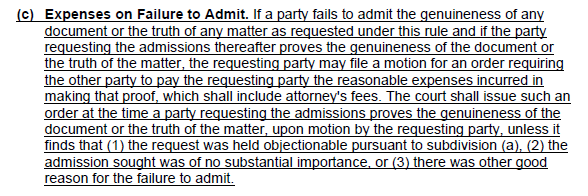 (c) Expenses on Failure to Admit. If a party fails to admit the genuineness of any
document or the truth of any matter as requested under this rule and if the party
requesting the admissions thereafter proves the genuineness of the document or
the truth of the matter, the requesting party may file a motion for an order requiring
the other party to pay the requesting party the reasonable expenses incurred in
making that proof, which shall include attorney's fees. The court shall issue such an
order at the time a party requesting the admissions proves the genuineness of the
document or the truth of the matter, upon motion by the requesting party, unless it
finds that (1) the request was held objectionable pursuant to subdivision (a), (2) the
admission sought was of no substantial importance, or (3) there was other good
reason for the failure to admit.